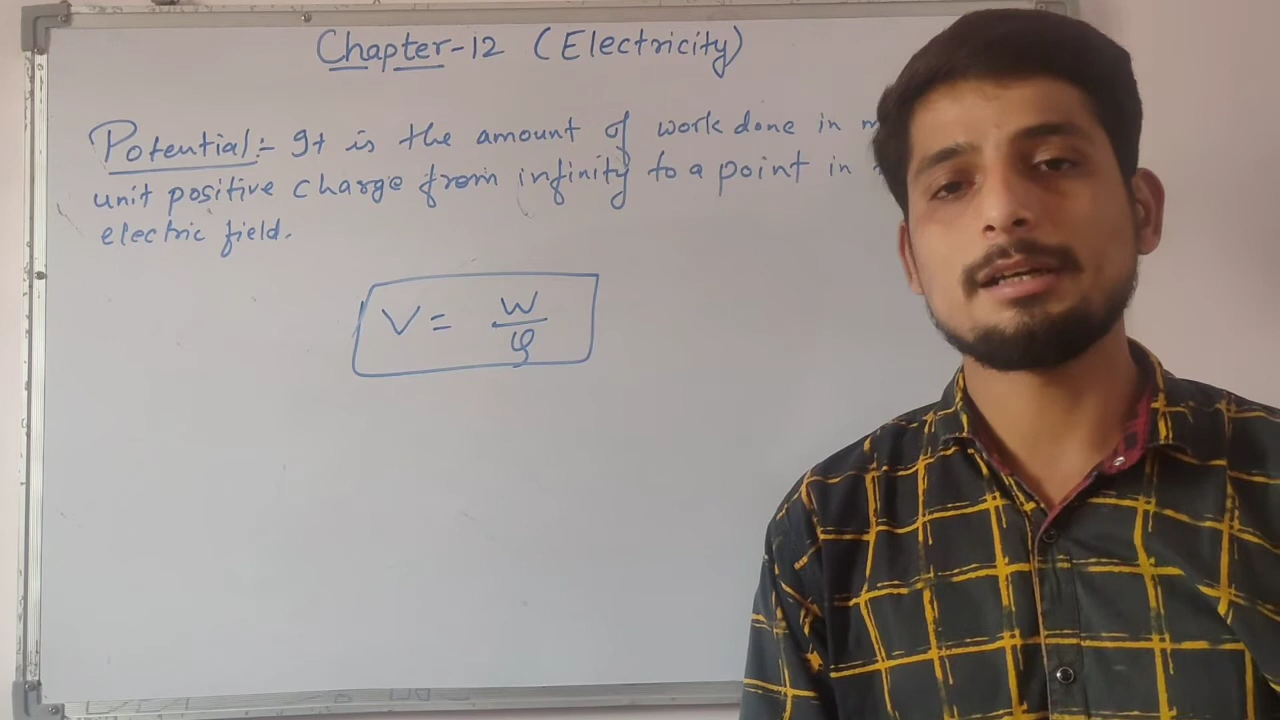 Chapter-12 (Electricity)
Potential:- It is the amount of work done in
unit positive charge from infinity to a point in
electric field.
V = W
Q